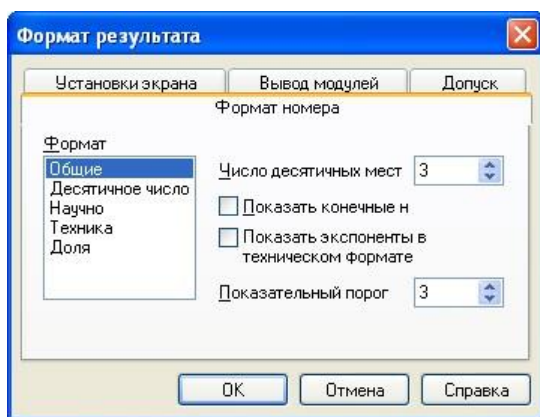 Формат результата
Установки экрана Вывод модулей Допуск
Формат номера
Формат
Общие
Десятичное число
Научно
Техника
Доля
Число десятичных мест 3
Показать конечные н
Показать экспоненты в
техническом формате
Показательный порог 3
OK Отмена Справка